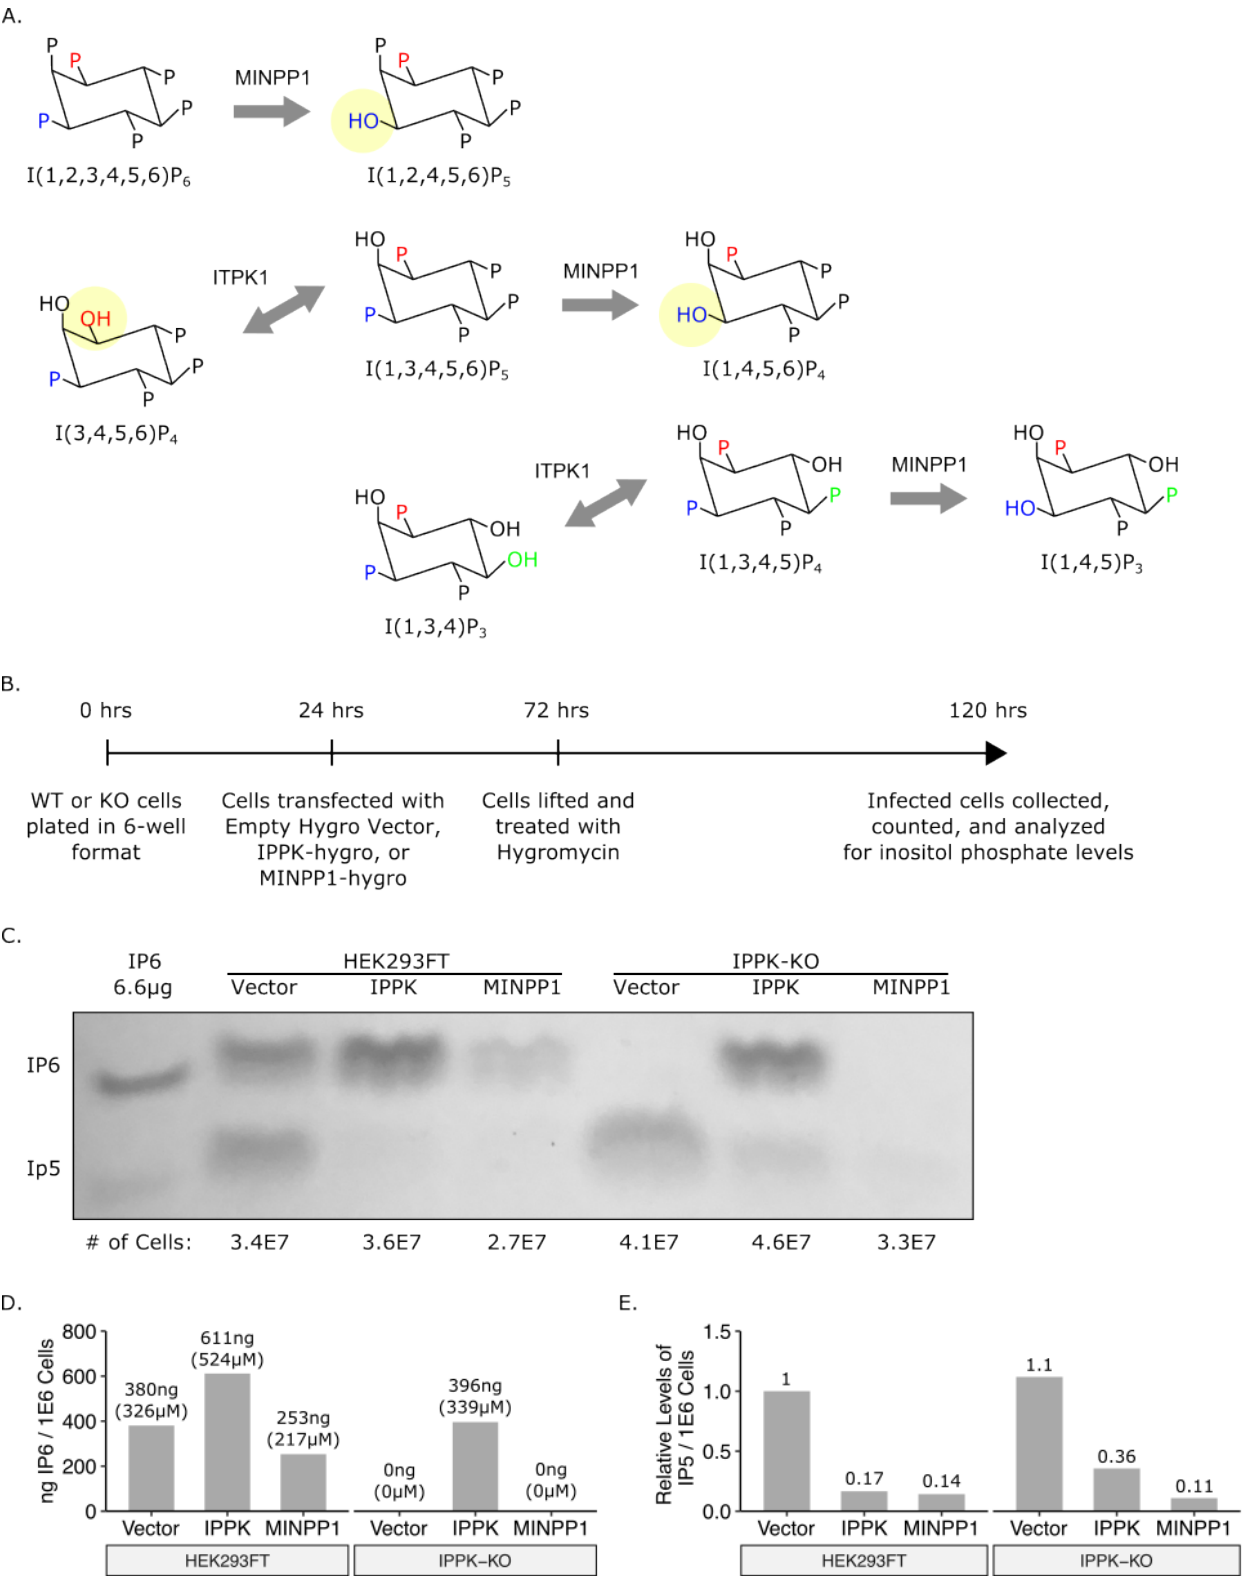 A.
P P P P P P
MINPP1
P P P HO P P
I(1,2,3,4,5,6)P6
I(1,2,4,5,6)P5
HO OH P P P P
ITPK1
HO P P P P P
MINPP1
HO P P HO P P
I(3,4,5,6)P4
I(1,3,4,5,6)P5
I(1,4,5,6)P4
HO P OH OH P P
ITPK1
HO P OH P P P
MINPP1
HO P OH P HO P
I(1,3,4)P3
I(1,3,4,5)P4
I(1,4,5)P3
B.
0 hrs 24 hrs 72 hrs 120 hrs
WT or KO cells
plated in 6-well
format
Cells transfected with
Empty Hygro Vector,
IPPK-hygro, or
MINPP1-hygro
Cells lifted and
treated with
Hygromycin
Infected cells collected,
counted, and analyzed
for inositol phosphate levels
C.
IP6 HEK293FT IPPK-KO
6.6µg Vector IPPK MINPP1 Vector IPPK MINPP1
IP6
Ip5
# of Cells: 3.4E7 3.6E7 2.7E7 4.1E7 4.6E7 3.3E7
D.
ng IP6 / 1E6 Cells
800
600
400
200
0
380ng
(326µM)
611ng
(524µM)
253ng
(217µM)
0ng
(0µM)
396ng
(339µM)
0ng
(0µM)
Vector IPPK MINPP1 Vector IPPK MINPP1
HEK293FT IPPK−KO
E.
Relative Levels of
IP5 / 1E6 Cells
1.5
1.0
0.5
0.0
1 0.17 0.14 1.1 0.36 0.11
Vector IPPK MINPP1 Vector IPPK MINPP1
HEK293FT IPPK−KO